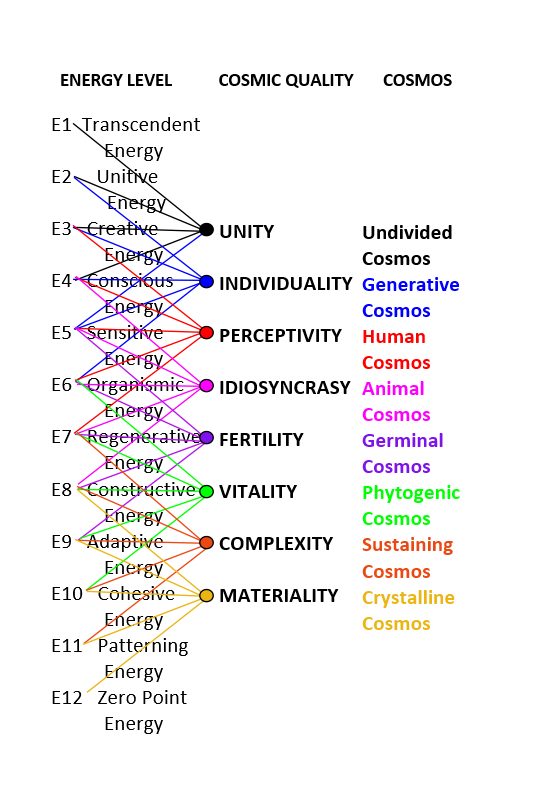 ENERGY LEVEL COSMIC QUALITY COSMOS
E1 Transcendent
Energy
E2 Unitive
Energy
E3 Creative UNITY Undivided
Energy Cosmos
E4 Conscious INDIVIDUALITY Generative
Energy Cosmos
E5 Sensitive PERCEPTIVITY Human
Energy Cosmos
E6 Organismic IDIOSYNCRASY Animal
Energy Cosmos
E7 Regenerative FERTILITY Germinal
Energy Cosmos
E8 Constructive VITALITY Phytogenic
Energy Cosmos
E9 Adaptive COMPLEXITY Sustaining
Energy Cosmos
E10 Cohesive MATERIALITY Crystalline
Energy Cosmos
E11 Patterning
Energy
E12 Zero Point
Energy